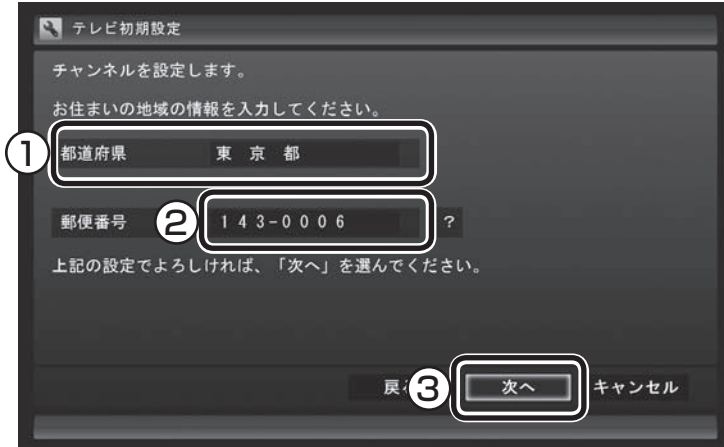 テレビ初期設定
チャンネルを設定します。
お住まいの地域の情報を入力してください。
① 都道府県 東 京 都
郵便番号 ② 143-0006 ?
上記の設定でよろしければ、「次へ」を選んでください。
③ 次へ キャンセル